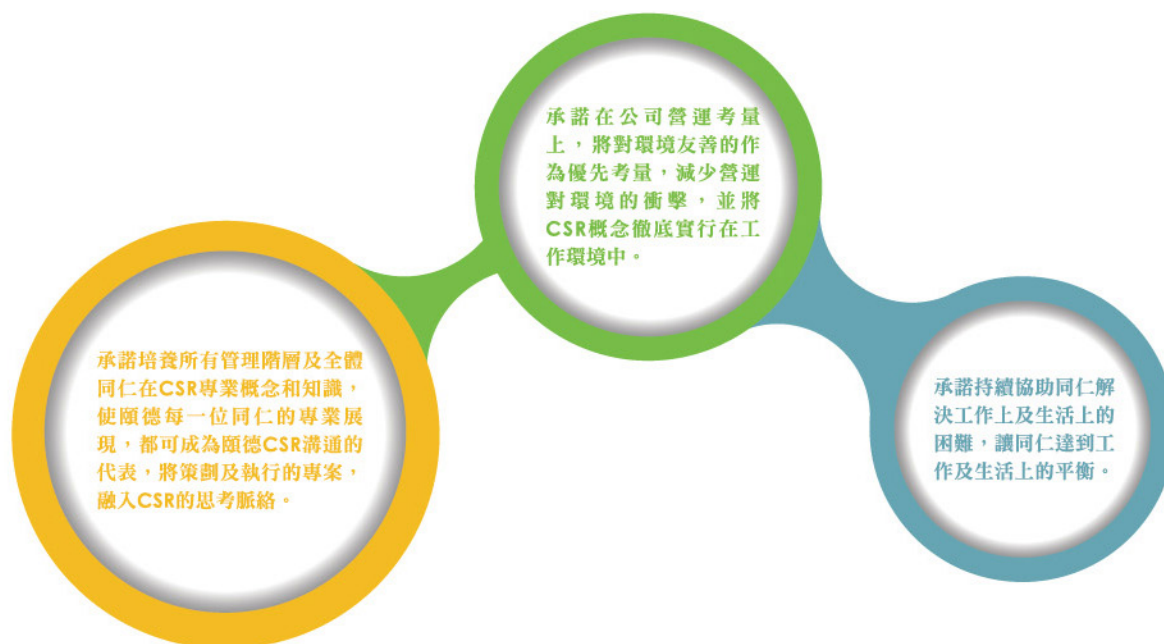 承諾培養所有管理階層及全體
同仁在CSR專業概念和知識，
使頤德每一位同仁的專業展
現，都可成為頤德CSR溝通的
代表，將策劃及執行的專案，
融入CSR的思考脈絡。
承諾在公司營運考量
上，將對環境友善的作
為優先考量，減少營運
對環境的衝擊，並將
CSR概念徹底實行在工
作環境中。
承諾持續協助同仁解
決工作上及生活上的
困難，讓同仁達到工
作及生活上的平衡。